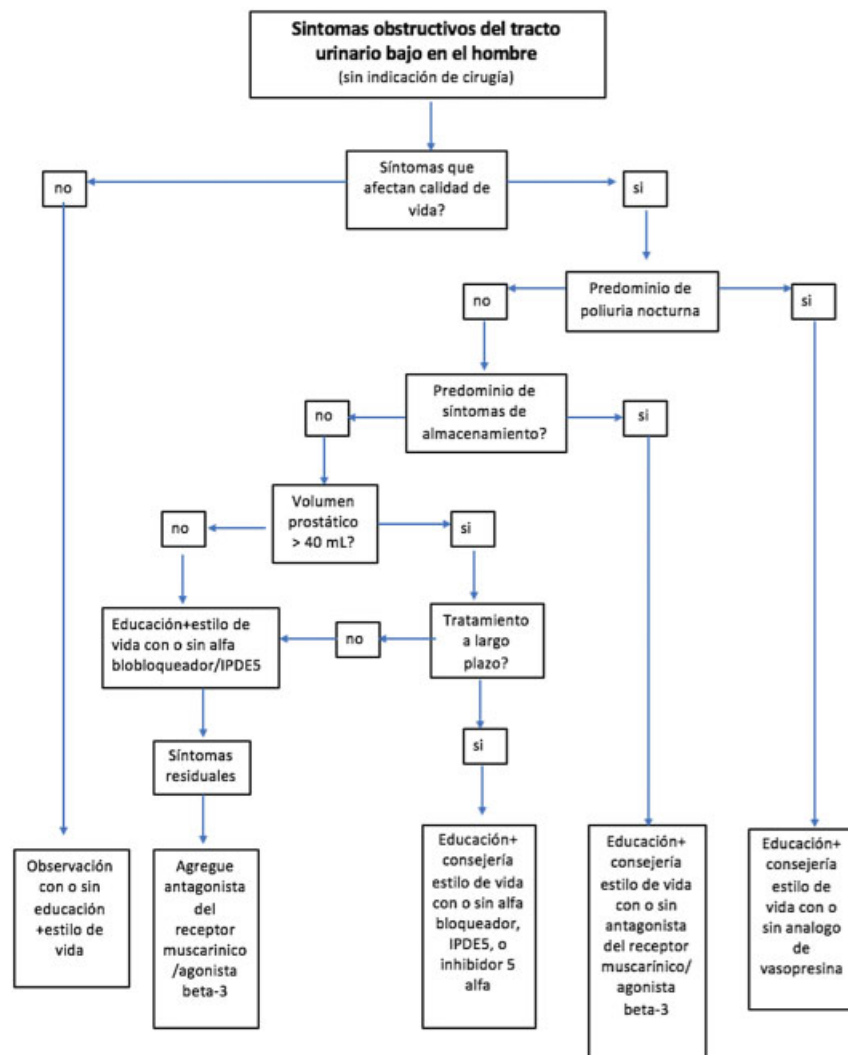 Sintomas obstructivos del tracto
urinario bajo en el hombre
(sin indicación de cirugía)
Síntomas que
afectan calidad de
vida?
no
si
Predominio de
poliuria nocturna
no
si
Predominio de
síntomas de
almacenamiento?
no
si
Volumen
prostático
> 40 mL?
no
si
Educación+estilo de
vida con o sin alfa
blobloqueador/IPDE5
no
Tratamiento
a largo
plazo?
si
Síntomas
residuales
Observación
con o sin
educación
+estilo de
vida
Agregue
antagonista
del
receptor
muscarinico
/agonista
beta-3
Educación+
consejería
estilo de vida
con o sin alfa
bloqueador,
IPDE5, o
inhibidor 5
alfa
Educación+
consejería
estilo de vida
con o sin
antagonista
del receptor
muscarínico/
agonista
beta-3
Educación+
consejería
estilo de
vida con o
sin analogo
de
vasopresina